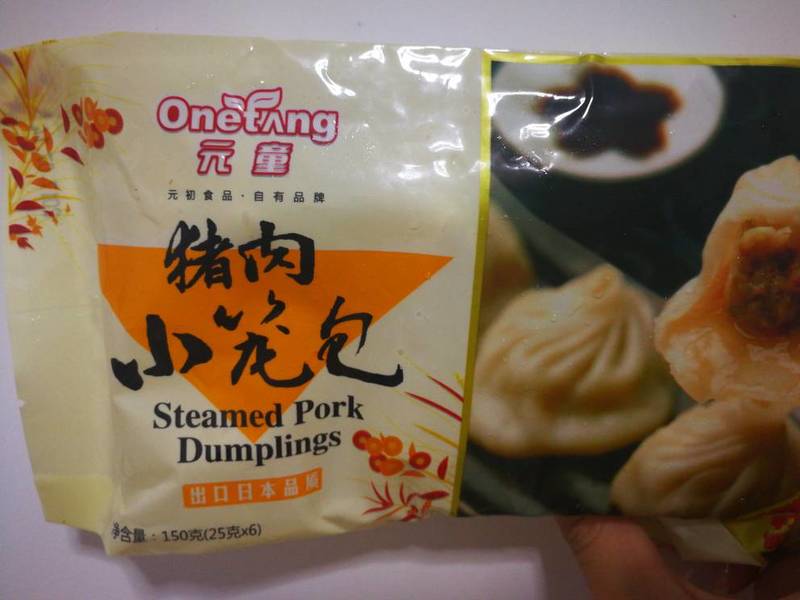 Onetang
元童
元初食品·自有品牌
猪肉
小笼包
Steamed Pork
Dumplings
出口日本品质
净含量：150克(25克x6)